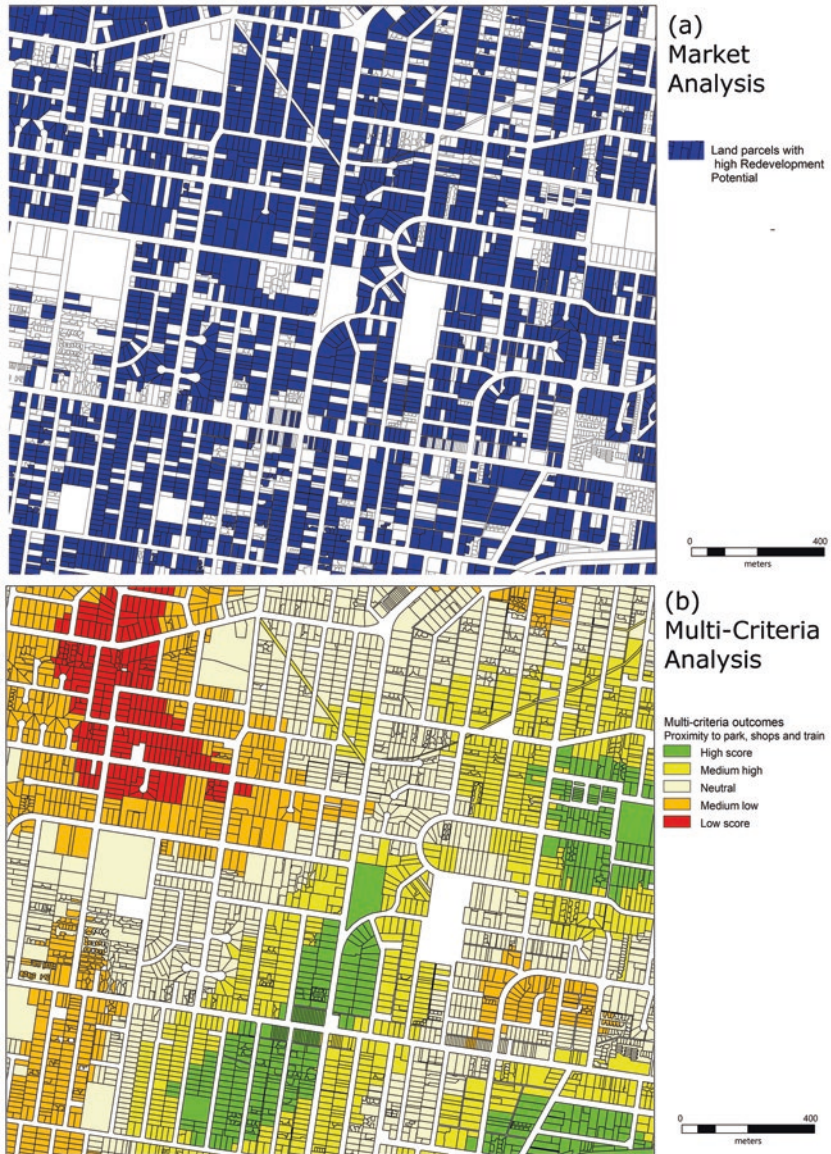 (a)
Market
Analysis
Land parcels with
high Redevelopment
Potential
-
0 400
meters
(b)
Multi-Criteria
Analysis
Multi-criteria outcomes
Proximity to park, shops and train
High score
Medium high
Neutral
Medium low
Low score
0 400
meters